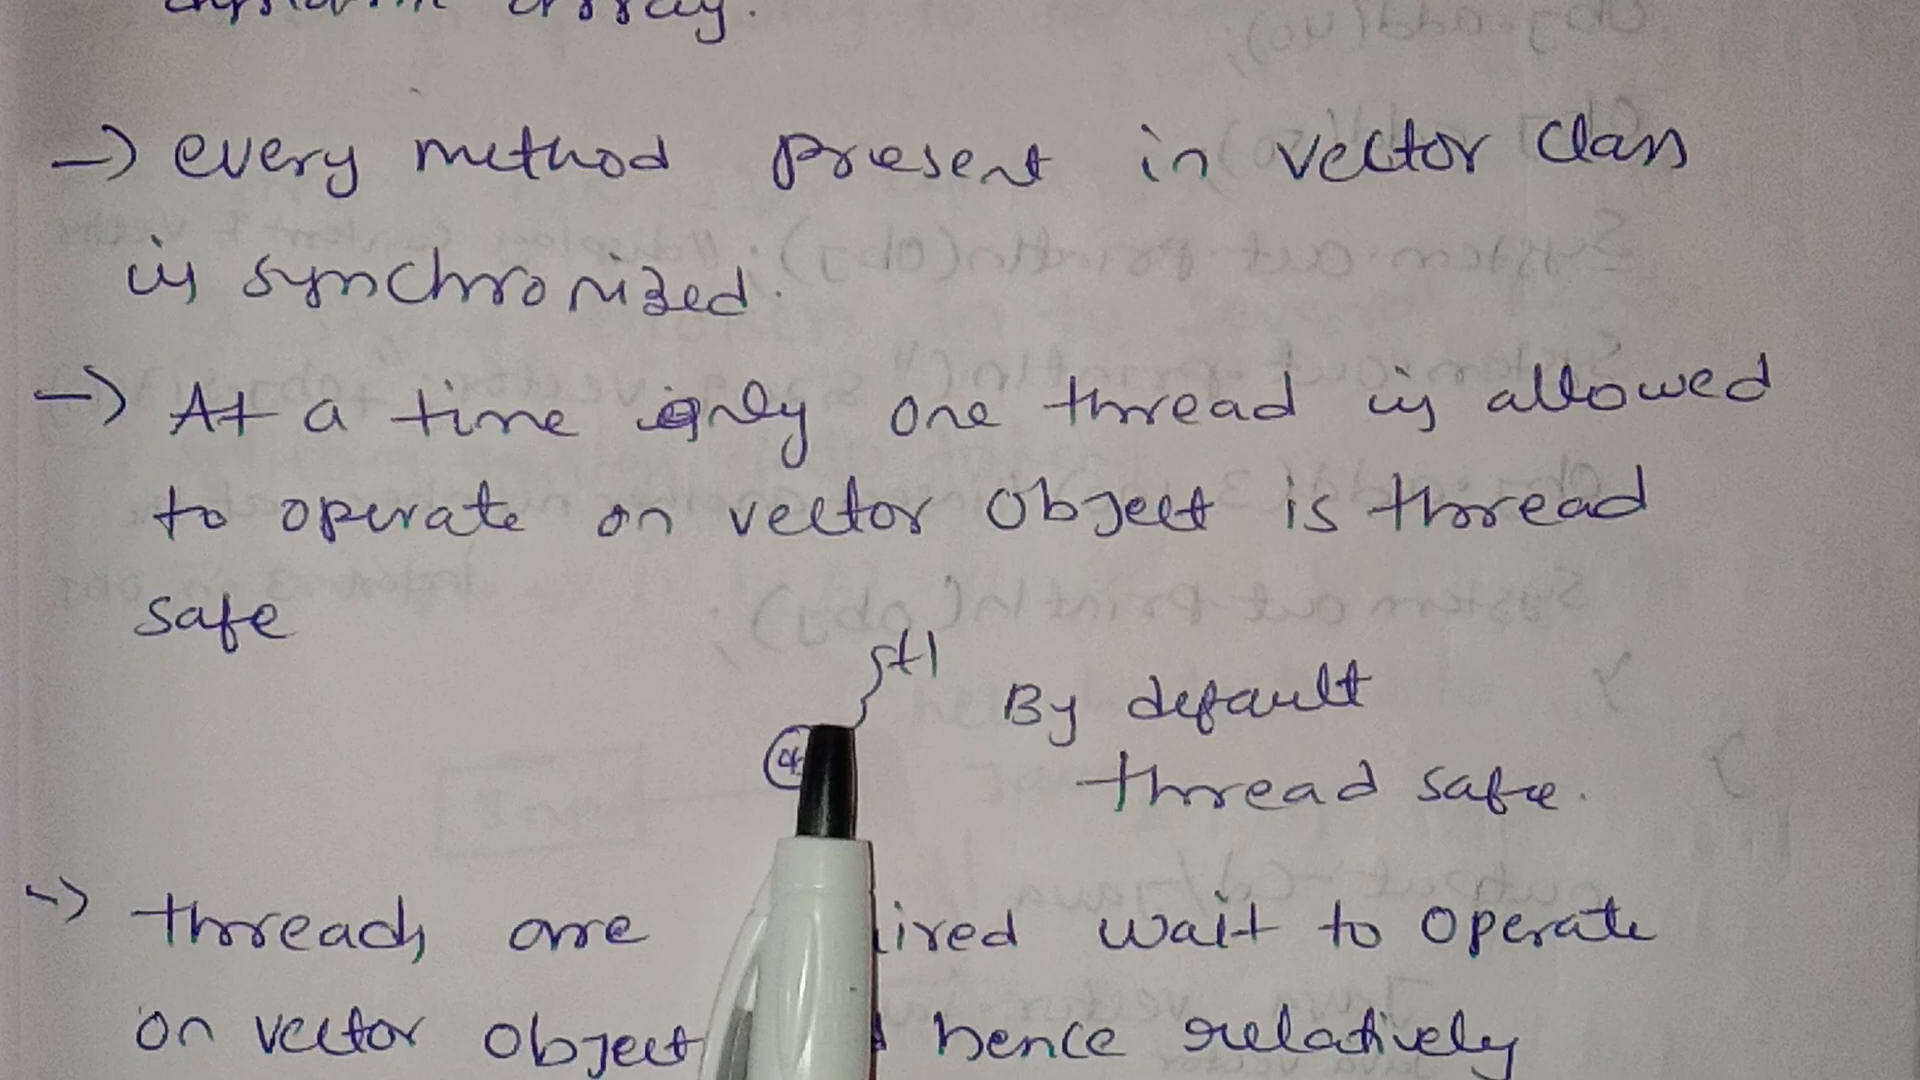 array.
→ every method present in vector class
is synchronized.
→ At a time only one thread is allowed
to operate on vector object is thread
safe
t1
By default
thread safe.
→ threads are wait to operate
on vector object hence relatively